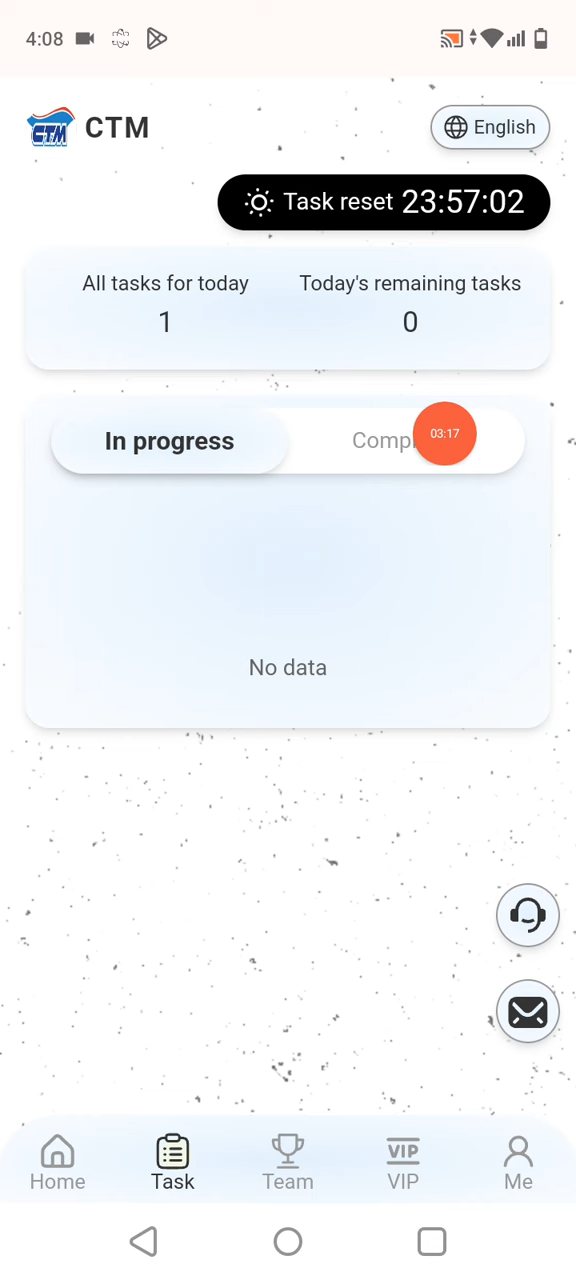 4:08
CTM CTM
English
Task reset 23:57:02
All tasks for today
1
Today's remaining tasks
0
In progress
Comp
03:17
No data
Home
Task
Team
VIP
VIP
Me